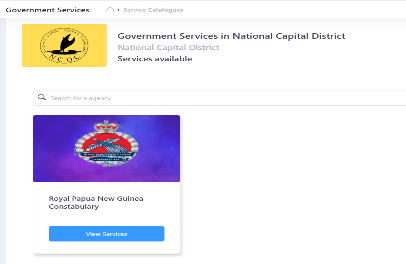 Government Services
Service Catalogues
Government Services in National Capital District
National Capital District
Services available
N C D C
Search for a agency
Royal Papua New Guinea
Constabulary
View Services